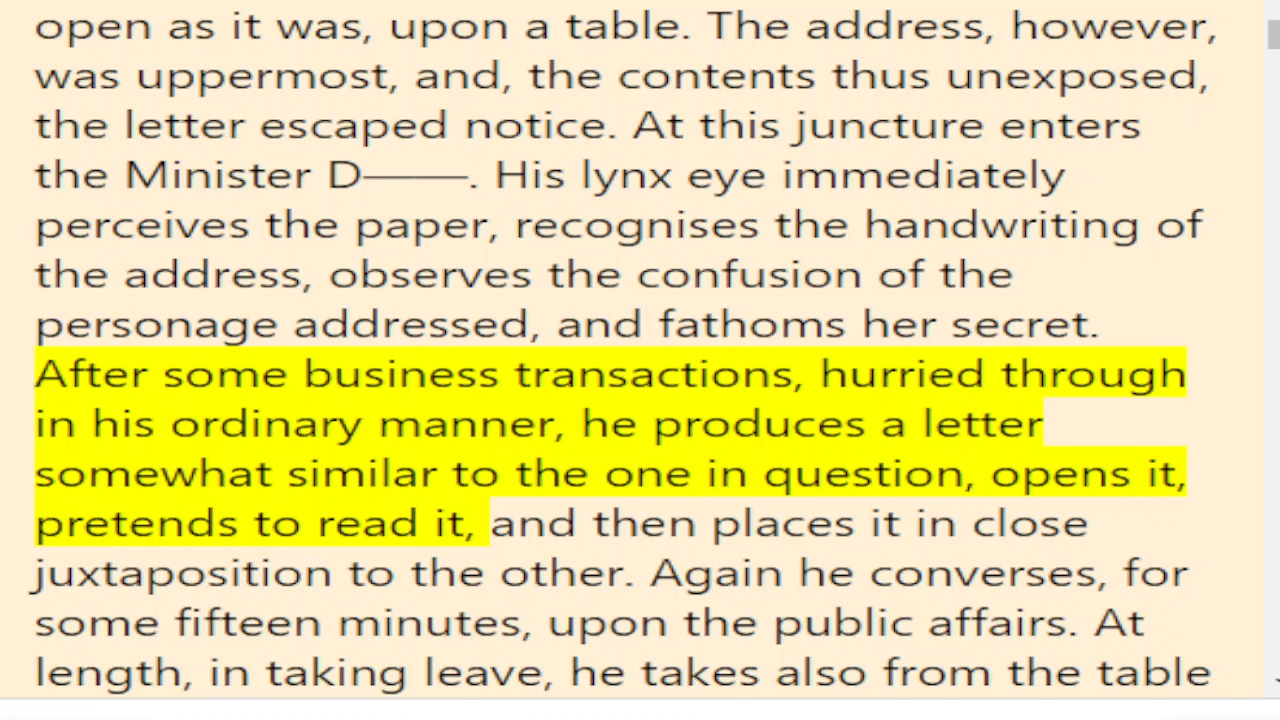 open as it was, upon a table. The address, however,
was uppermost, and, the contents thus unexposed,
the letter escaped notice. At this juncture enters
the Minister D——. His lynx eye immediately
perceives the paper, recognises the handwriting of
the address, observes the confusion of the
personage addressed, and fathoms her secret.
After some business transactions, hurried through
in his ordinary manner, he produces a letter
somewhat similar to the one in question, opens it,
pretends to read it, and then places it in close
juxtaposition to the other. Again he converses, for
some fifteen minutes, upon the public affairs. At
length, in taking leave, he takes also from the table